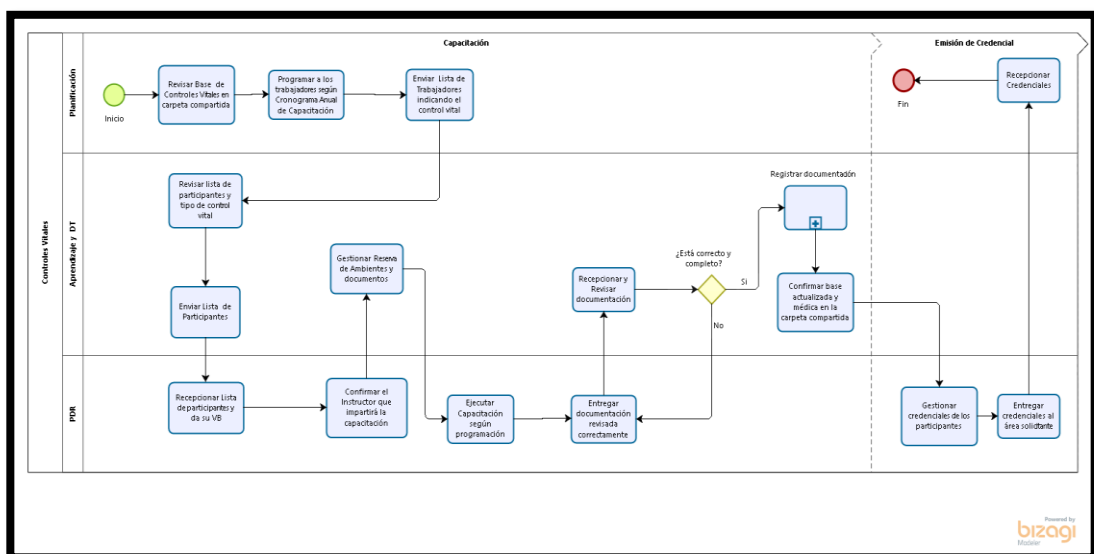 Capacitación
Emisión de Credencial
Controles Vitales
Planificación
Inicio
Revisar Base de
Controles Vitales en
carpeta compartida
Programar a los
trabajadores según
Cronograma Anual
de Capacitación
Enviar Lista de
Trabajadores
indicando el
control vital
Fin
Recepcionar
Credenciales
Aprendizaje y DT
Revisar lista de
participantes y
tipo de control
vital
Enviar Lista de
Participantes
Gestionar Reserva
de Ambientes y
documentos
Recepcionar y
Revisar
documentación
¿Está correcto y
completo?
Si
No
Registrar documentación
Confirmar base
actualizada y
médica en la
carpeta compartida
PDR
Recepcionar Lista
de participantes y
da su VB
Confirmar el
Instructor que
impartirá la
capacitación
Ejecutar
Capacitación
según
programación
Entregar
documentación
revisada
correctamente
Gestionar
credenciales de los
participantes
Entregar
credenciales al
área solicitante
Powered by
bizagi
Modeler